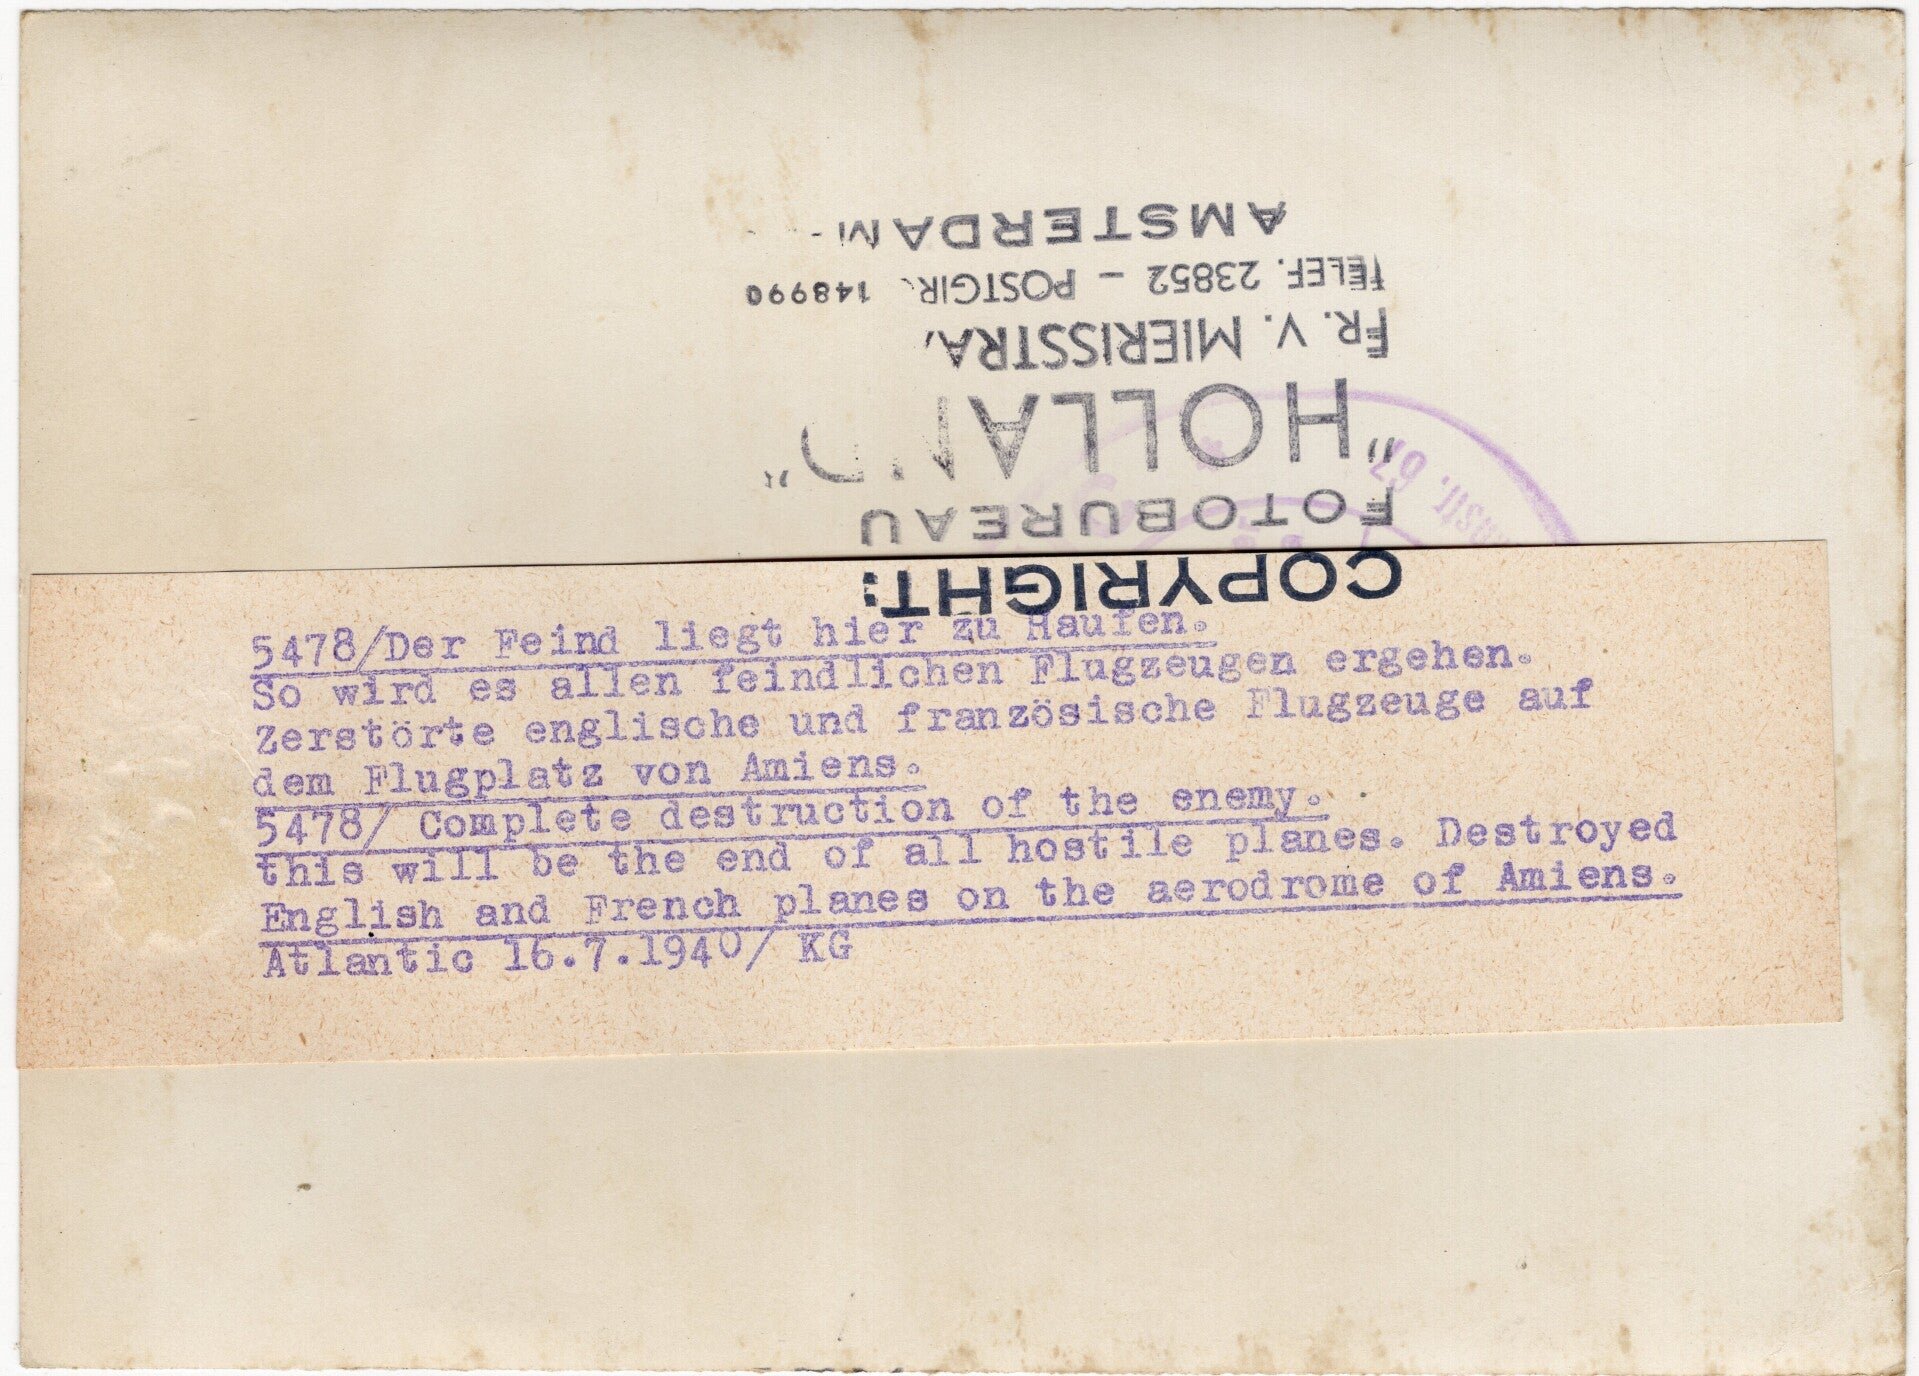 AMSTERDAM
TELEF. 23852 – POSTGIR. 148990
FR. V. MIERISSTRA.
„HOLLAND"
FOTOBUREAU
COPYRIGHT:
str. 67
5478/Der Feind liegt hier zu Haufen.
So wird es allen feindlichen Flugzeugen ergehen.
Zerstörte englische und französische Flugzeuge auf
dem Flugplatz von Amiens.
5478/ Complete destruction of the enemy.
this will be the end of all hostile planes. Destroyed
English and French planes on the aerodrome of Amiens.
Atlantic 16.7.1940/ KG